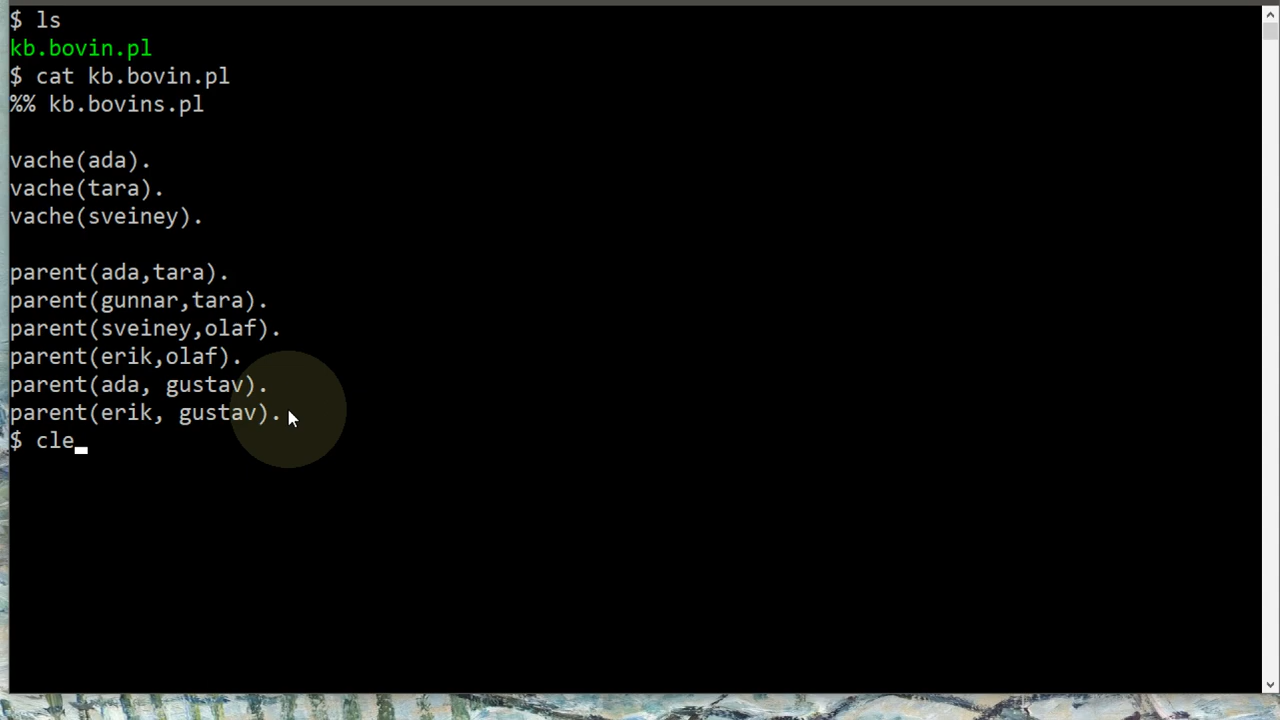 $ ls
kb.bovin.pl
$ cat kb.bovin.pl
%% kb.bovins.pl
vache(ada).
vache(tara).
vache(sveiney).
parent(ada,tara).
parent(gunnar,tara).
parent(sveiney,olaf).
parent(erik,olaf).
parent(ada, gustav).
parent(erik, gustav).
$ cle